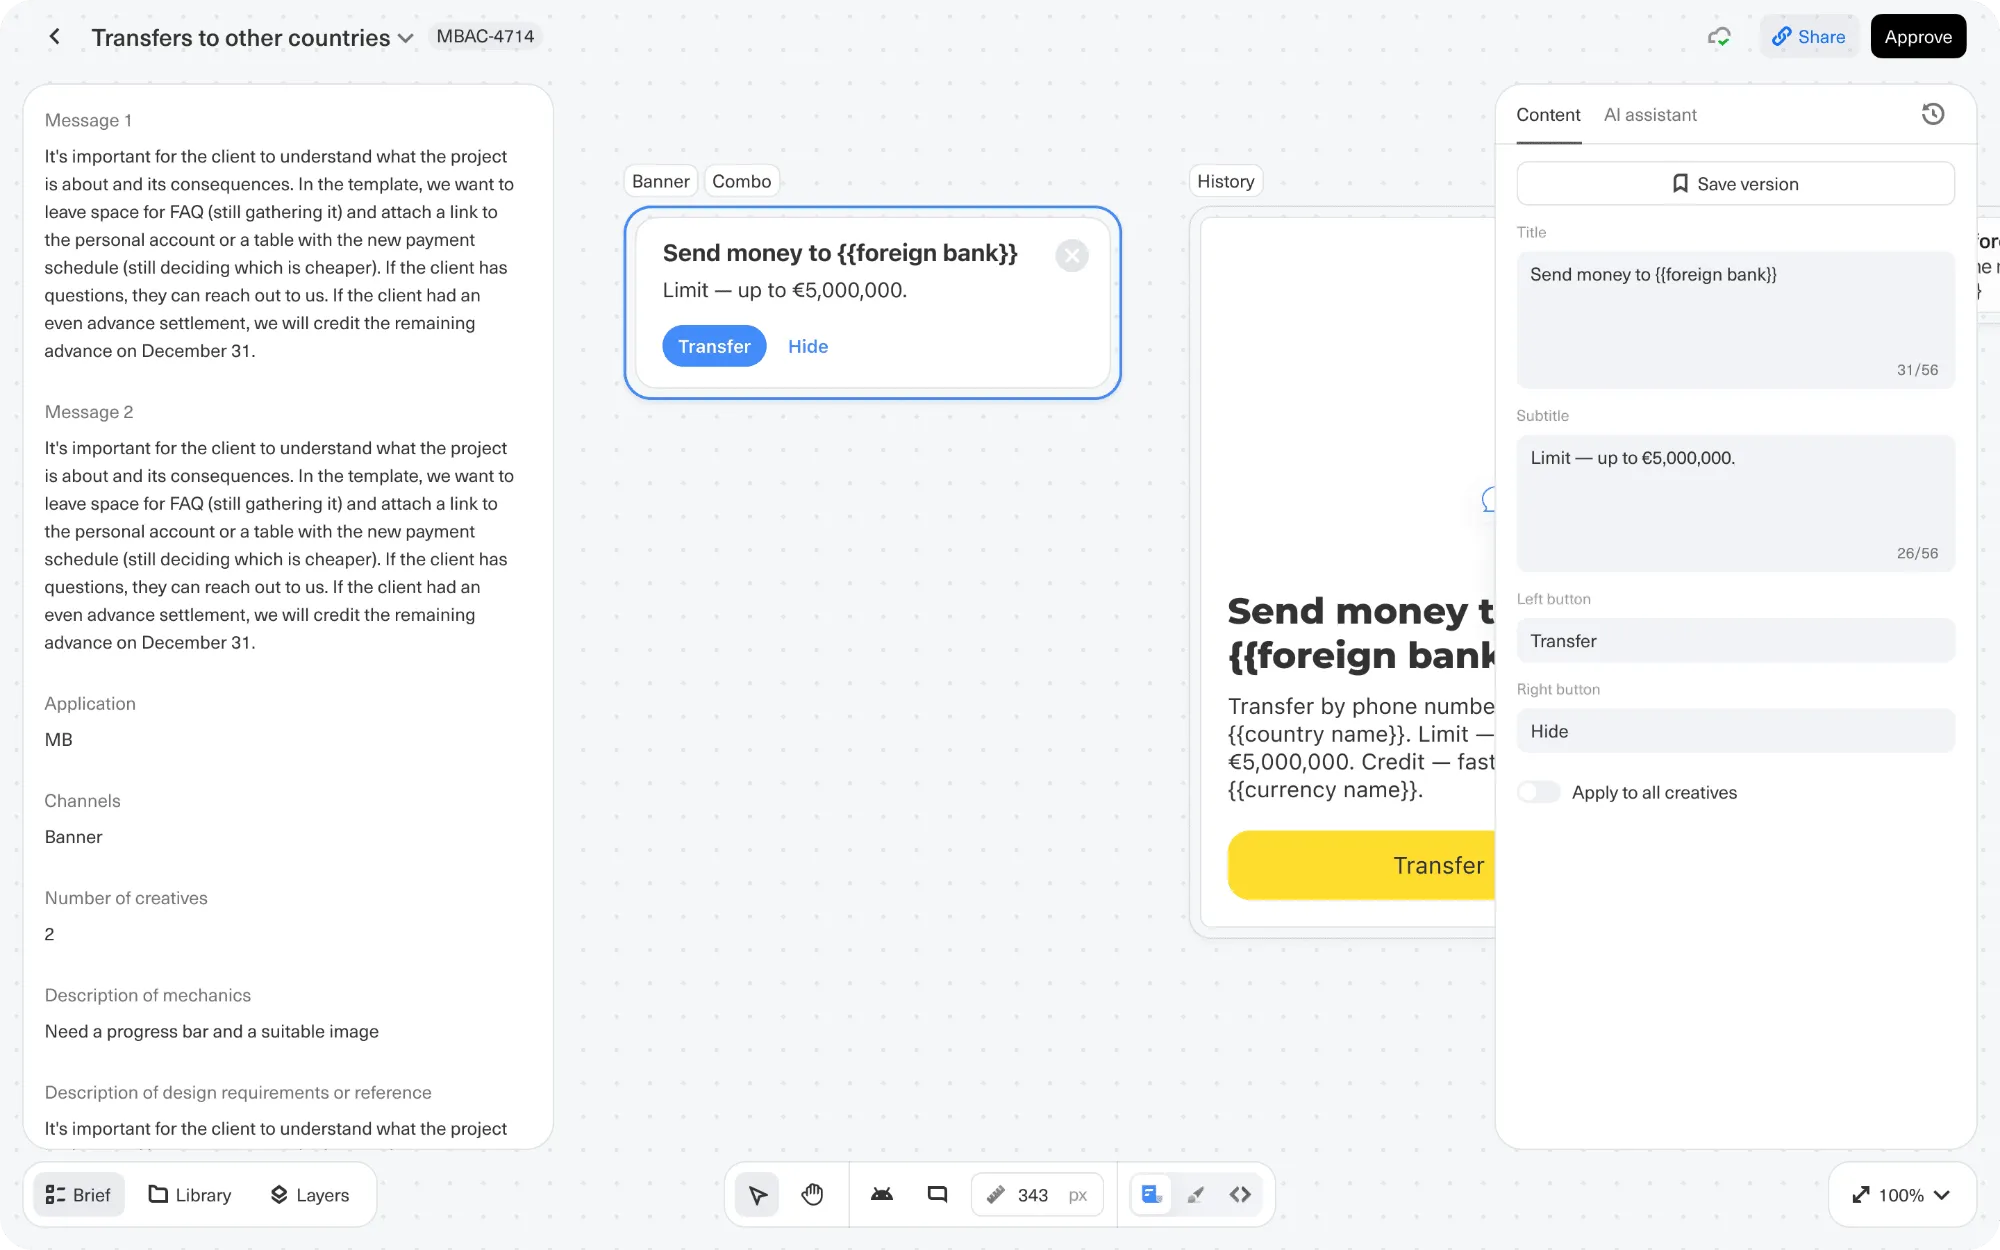 Transfers to other countries
MBAC-4714
Share
Approve
Message 1
It's important for the client to understand what the project
is about and its consequences. In the template, we want to
leave space for FAQ (still gathering it) and attach a link to
the personal account or a table with the new payment
schedule (still deciding which is cheaper). If the client has
questions, they can reach out to us. If the client had an
even advance settlement, we will credit the remaining
advance on December 31.
Message 2
It's important for the client to understand what the project
is about and its consequences. In the template, we want to
leave space for FAQ (still gathering it) and attach a link to
the personal account or a table with the new payment
schedule (still deciding which is cheaper). If the client has
questions, they can reach out to us. If the client had an
even advance settlement, we will credit the remaining
advance on December 31.
Application
MB
Channels
Banner
Number of creatives
2
Description of mechanics
Need a progress bar and a suitable image
Description of design requirements or reference
It's important for the client to understand what the project
Brief
Library
Layers
Banner
Combo
Send money to {{foreign bank}}
Limit — up to €5,000,000.
Transfer
Hide
History
Send money t
{{foreign bank
Transfer by phone numbe
{{country name}}. Limit —
€5,000,000. Credit — fast
{{currency name}}.
Transfer
343 px
Content
AI assistant
Save version
Title
Send money to {{foreign bank}}
31/56
Subtitle
Limit — up to €5,000,000.
26/56
Left button
Transfer
Right button
Hide
Apply to all creatives
100%